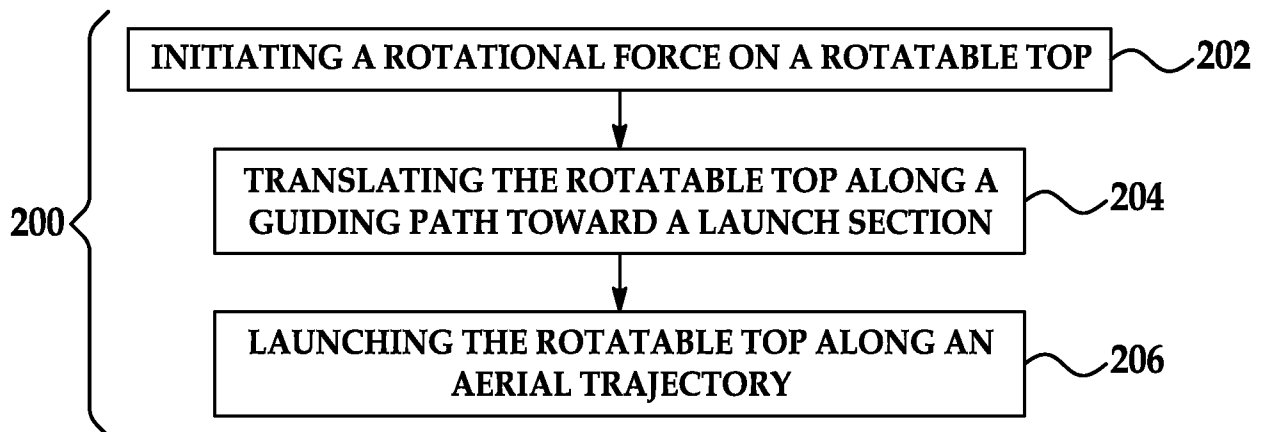 INITIATING A ROTATIONAL FORCE ON A ROTATABLE TOP
202
TRANSLATING THE ROTATABLE TOP ALONG A
GUIDING PATH TOWARD A LAUNCH SECTION
204
200
LAUNCHING THE ROTATABLE TOP ALONG AN
AERIAL TRAJECTORY
206